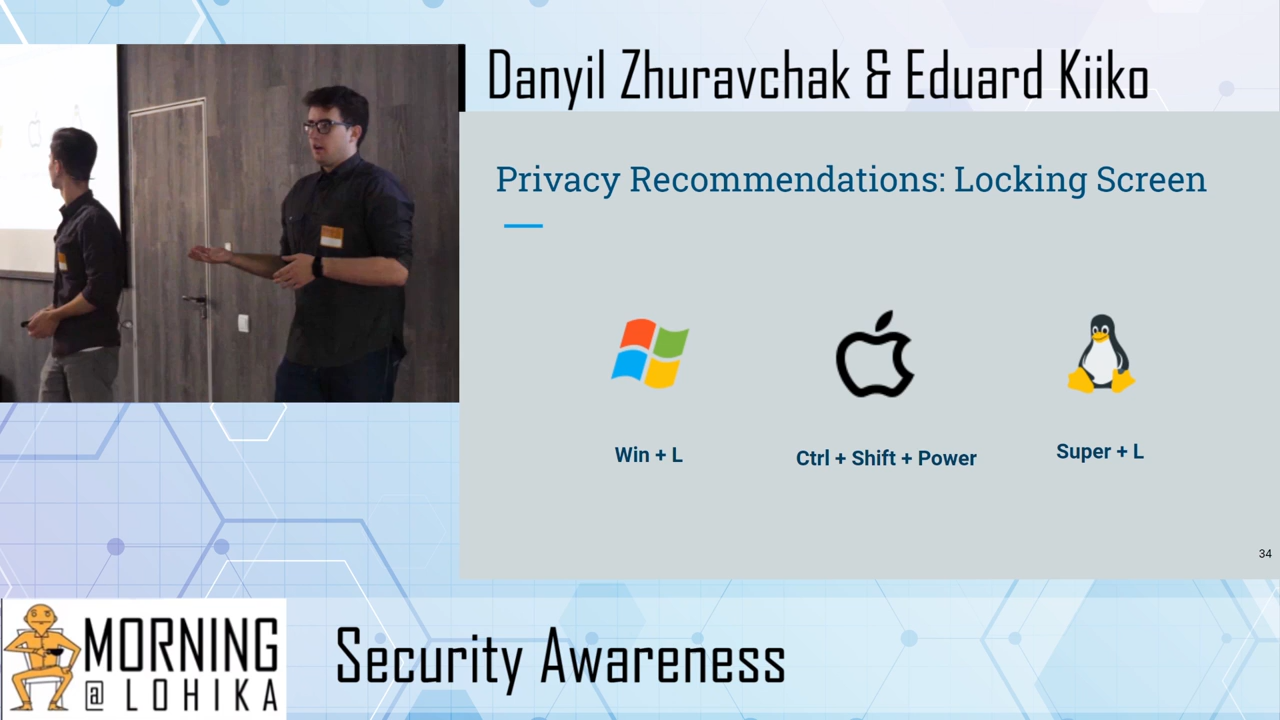 Danyil Zhuravchak & Eduard Kiiko
Privacy Recommendations: Locking Screen
Win + L
Ctrl + Shift + Power
Super + L
34
MORNING
@ LOHIKA
Security Awareness